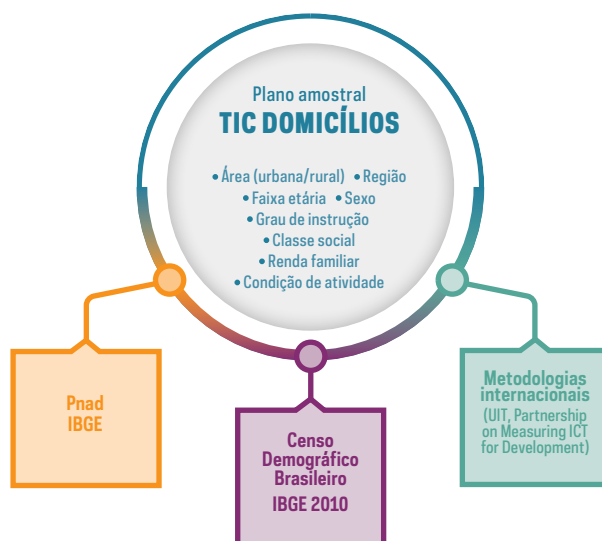 Plano amostral
TIC DOMICÍLIOS
• Área (urbana/rural) • Região
• Faixa etária • Sexo
• Grau de instrução
• Classe social
• Renda familiar
• Condição de atividade
Pnad
IBGE
Censo
Demográfico
Brasileiro
IBGE 2010
Metodologias
internacionais
(UIT, Partnership
on Measuring ICT
for Development)